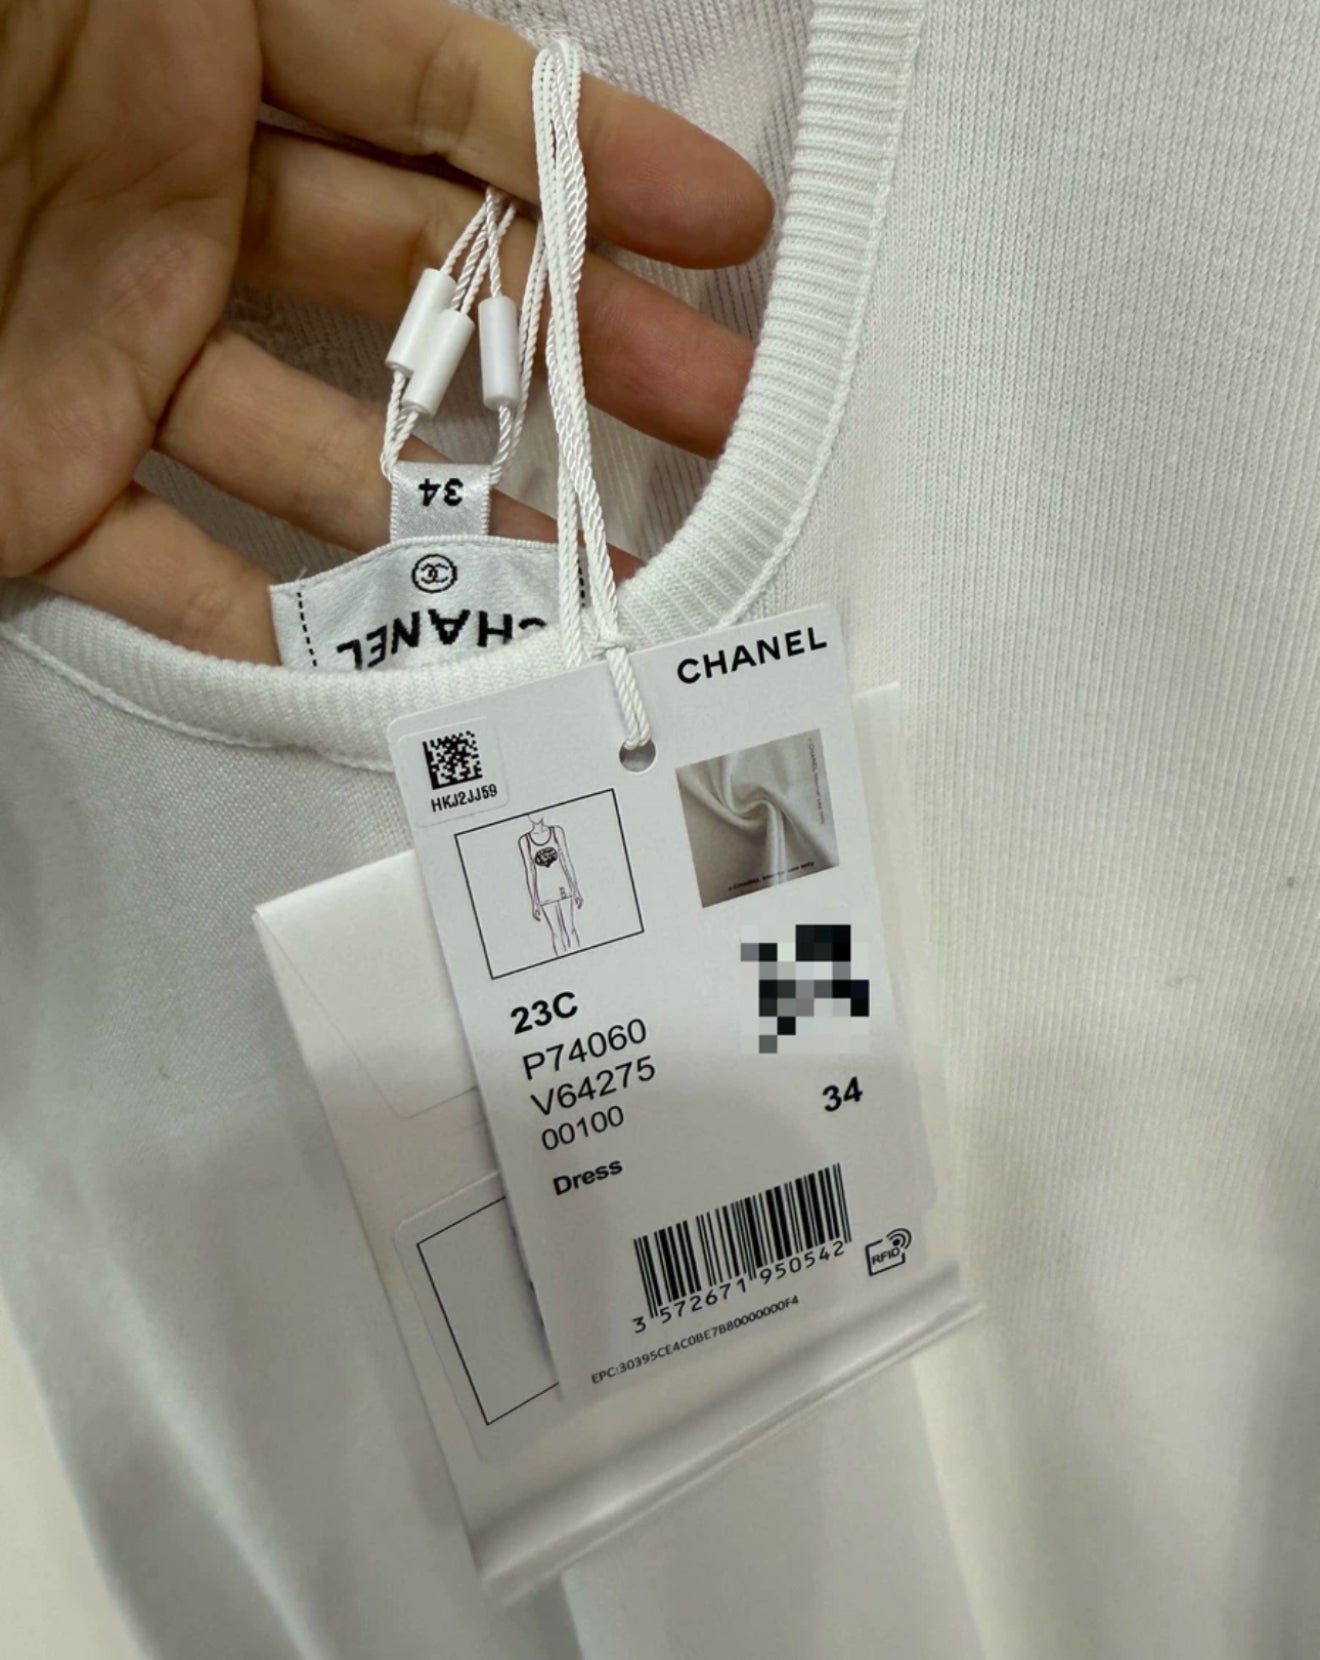 34
CHANEL
CHANEL
HKJ2JJ59
23C
P74060
V64275
00100
34
Dress
3 572671 950542
RFID
EPC:30395CE4C0BE7B80000000F4